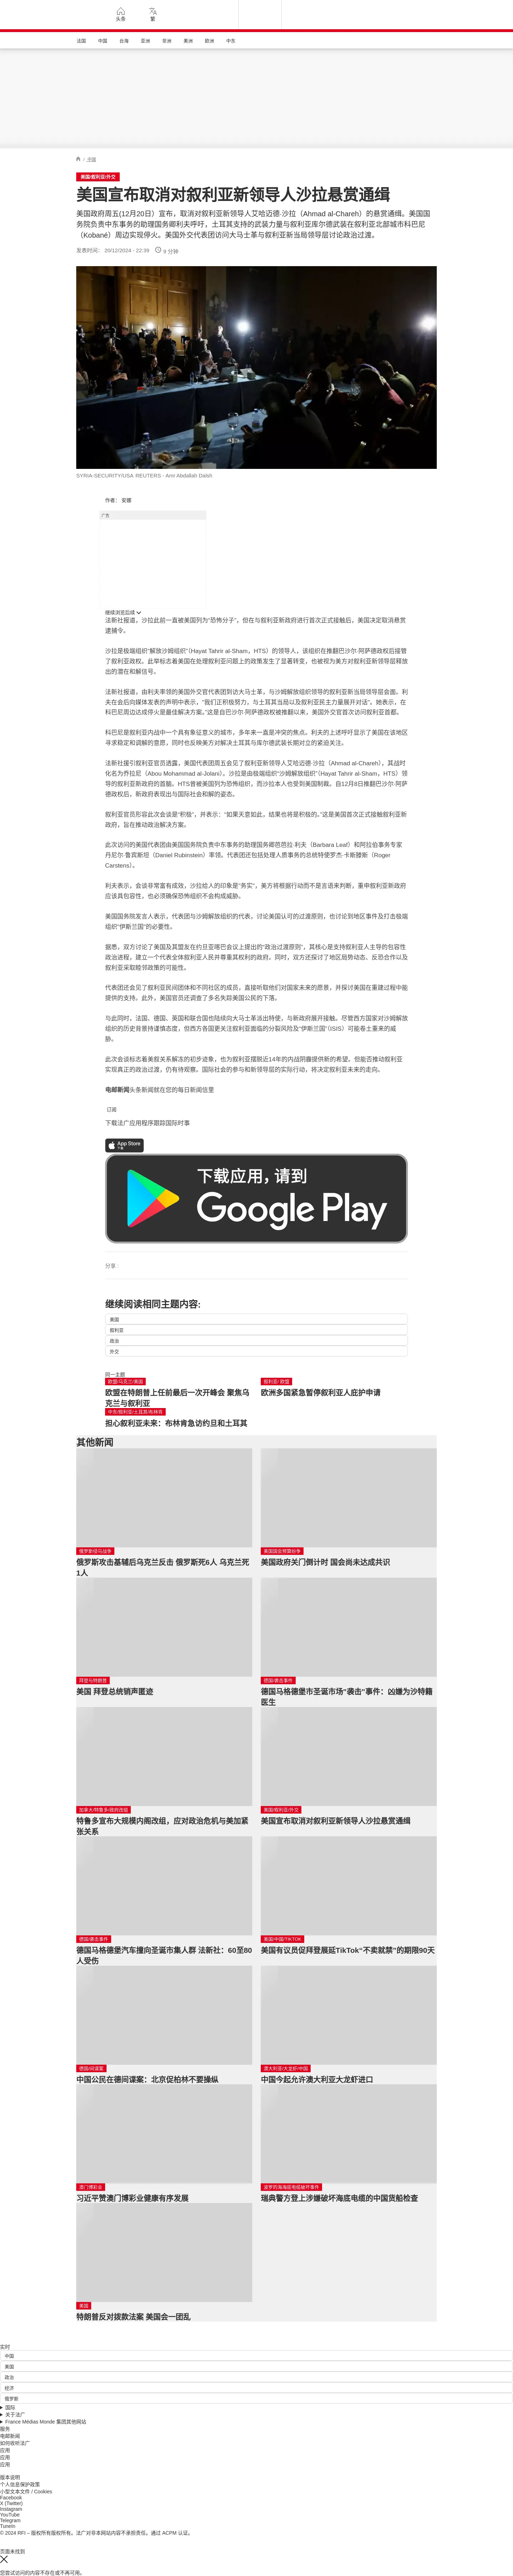 头条
繁
法国 中国 台海 亚洲 非洲 美洲 欧洲 中东
/ 中国
美国/叙利亚/外交
美国宣布取消对叙利亚新领导人沙拉悬赏通缉
美国政府周五(12月20日）宣布，取消对叙利亚新领导人艾哈迈德·沙拉（Ahmad al-Chareh）的悬赏通缉。美国国务院负责中东事务的助理国务卿利夫呼吁，土耳其支持的武装力量与叙利亚库尔德武装在叙利亚北部城市科巴尼（Kobané）周边实现停火。美国外交代表团访问大马士革与叙利亚新当局领导层讨论政治过渡。
发表时间： 20/12/2024 - 22:39 9 分钟
SYRIA-SECURITY/USA REUTERS - Amr Abdallah Dalsh
作者： 安娜
广告
继续浏览后续
法新社报道，沙拉此前一直被美国列为“恐怖分子”，但在与叙利亚新政府进行首次正式接触后，美国决定取消悬赏逮捕令。
沙拉是极端组织“解放沙姆组织”（Hayat Tahrir al-Sham，HTS）的领导人，该组织在推翻巴沙尔·阿萨德政权后接管了叙利亚政权。此举标志着美国在处理叙利亚问题上的政策发生了显著转变，也被视为美方对叙利亚新领导层释放出的潜在和解信号。
法新社报道，由利夫率领的美国外交官代表团到访大马士革，与沙姆解放组织领导的叙利亚新当局领导层会面。利夫在会后向媒体发表的声明中表示，“我们正积极努力，与土耳其当局以及叙利亚民主力量展开对话”。她表示，在科巴尼周边达成停火是最佳解决方案。”这是自巴沙尔·阿萨德政权被推翻以来，美国外交官首次访问叙利亚首都。
科巴尼是叙利亚内战中一个具有象征意义的城市，多年来一直是冲突的焦点。利夫的上述呼吁显示了美国在该地区寻求稳定和调解的意愿，同时也反映美方对解决土耳其与库尔德武装长期对立的紧迫关注。
法新社援引叙利亚官员透露，美国代表团周五会见了叙利亚新领导人艾哈迈德·沙拉（Ahmad al-Chareh），其战时化名为乔拉尼（Abou Mohammad al-Jolani）。沙拉是由极端组织“沙姆解放组织”（Hayat Tahrir al-Sham，HTS）领导的叙利亚新政府的首脑。HTS曾被美国列为恐怖组织，而沙拉本人也受到美国制裁。自12月8日推翻巴沙尔·阿萨德政权后，新政府表现出与国际社会和解的姿态。
叙利亚官员形容此次会谈是“积极”，并表示：“如果天意如此，结果也将是积极的。”这是美国首次正式接触叙利亚新政府，旨在推动政治解决方案。
此次访问的美国代表团由美国国务院负责中东事务的助理国务卿芭芭拉·利夫（Barbara Leaf）和阿拉伯事务专家丹尼尔·鲁宾斯坦（Daniel Rubinstein）率领。代表团还包括处理人质事务的总统特使罗杰·卡斯滕斯（Roger Carstens）。
利夫表示，会谈非常富有成效，沙拉给人的印象是“务实”，美方将根据行动而不是言语来判断，重申叙利亚新政府应该具包容性，也必须确保恐怖组织不会构成威胁。
美国国务院发言人表示，代表团与沙姆解放组织的代表，讨论美国认可的过渡原则，也讨论到地区事件及打击极端组织“伊斯兰国”的必要性。
据悉，双方讨论了美国及其盟友在约旦亚喀巴会议上提出的“政治过渡原则”，其核心是支持叙利亚人主导的包容性政治进程，建立一个代表全体叙利亚人民并尊重其权利的政府。同时，双方还探讨了地区局势动态、反恐合作以及叙利亚采取睦邻政策的可能性。
代表团还会见了叙利亚民间团体和不同社区的成员，直接听取他们对国家未来的愿景，并探讨美国在重建过程中能提供的支持。此外，美国官员还调查了多名失踪美国公民的下落。
与此同时，法国、德国、英国和联合国也陆续向大马士革派出特使，与新政府展开接触。尽管西方国家对沙姆解放组织的历史背景持谨慎态度，但西方各国更关注叙利亚面临的分裂风险及“伊斯兰国”（ISIS）可能卷土重来的威胁。
此次会谈标志着美叙关系解冻的初步迹象，也为叙利亚摆脱近14年的内战阴霾提供新的希望。但能否推动叙利亚实现真正的政治过渡，仍有待观察。国际社会的参与和新领导层的实际行动，将决定叙利亚未来的走向。
电邮新闻头条新闻就在您的每日新闻信里
订阅
下载法广应用程序跟踪国际时事
App Store
下载应用，请到
Google Play
分享 :
继续阅读相同主题内容:
美国
叙利亚
政治
外交
同一主题
欧盟/乌克兰/美国
欧盟在特朗普上任前最后一次开峰会 聚焦乌克兰与叙利亚
叙利亚/ 欧盟
欧洲多国紧急暂停叙利亚人庇护申请
中东/叙利亚/土耳其/布林肯
担心叙利亚未来：布林肯急访约旦和土耳其
其他新闻
俄罗斯侵乌战争
俄罗斯攻击基辅后乌克兰反击 俄罗斯死6人 乌克兰死1人
美国国会预算纷争
美国政府关门倒计时 国会尚未达成共识
拜登与特朗普
美国 拜登总统销声匿迹
德国/袭击事件
德国马格德堡市圣诞市场“袭击”事件：凶嫌为沙特籍医生
加拿大/特鲁多/政府改组
特鲁多宣布大规模内阁改组，应对政治危机与美加紧张关系
美国/叙利亚/外交
美国宣布取消对叙利亚新领导人沙拉悬赏通缉
德国/袭击事件
德国马格德堡汽车撞向圣诞市集人群 法新社：60至80人受伤
美国/中国/TIKTOK
美国有议员促拜登展延TikTok“不卖就禁”的期限90天
德国/间谍案
中国公民在德间谍案：北京促柏林不要操纵
澳大利亚/大龙虾/中国
中国今起允许澳大利亚大龙虾进口
澳门博彩业
习近平赞澳门博彩业健康有序发展
波罗的海海底电缆破坏事件
瑞典警方登上涉嫌破坏海底电缆的中国货船检查
美国
特朗普反对拨款法案 美国会一团乱
实时
中国
美国
政治
经济
俄罗斯
国际
关于法广
France Médias Monde 集团其他网站
服务
电邮新闻
如何收听法广
应用
应用
应用
版本说明
个人信息保护政策
小型文本文件 / Cookies
Facebook
X (Twitter)
Instagram
YouTube
Telegram
TuneIn
© 2024 RFI – 版权所有版权所有。法广对非本网站内容不承担责任。通过 ACPM 认证。
页面未找到
您尝试访问的内容不存在或不再可用。